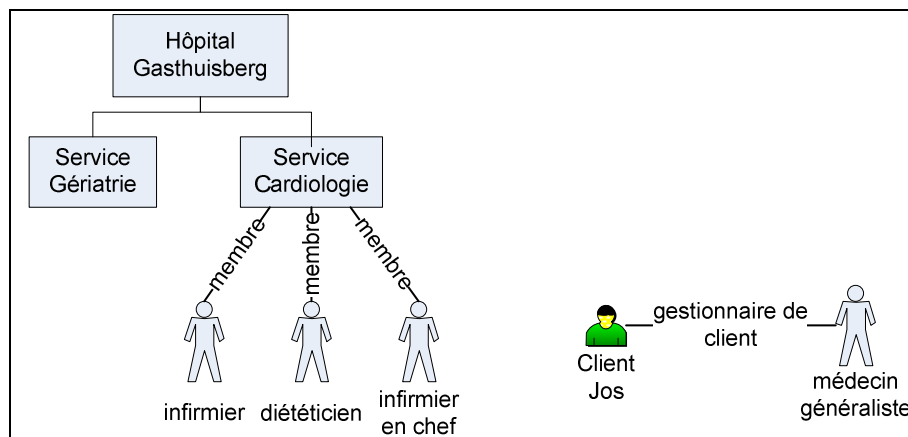 Hôpital
Gasthuisberg
Service
Gériatrie
Service
Cardiologie
membre
membre
membre
infirmier
diététicien
infirmier
en chef
Client
Jos
gestionnaire de
client
médecin
généraliste